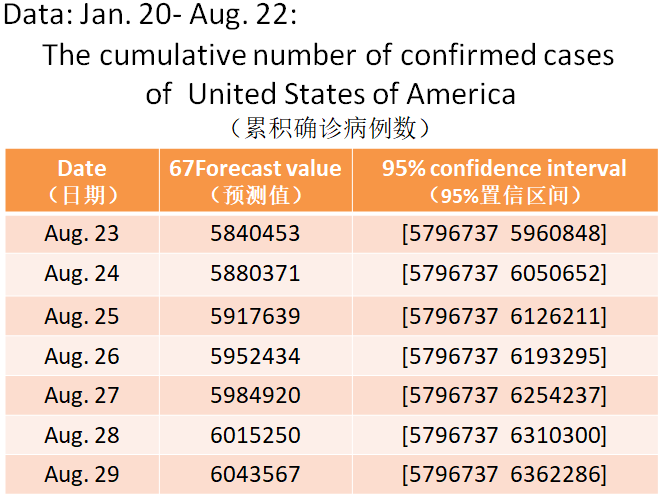 Data: Jan. 20- Aug. 22:
The cumulative number of confirmed cases
of United States of America
（累积确诊病例数）
Date 67Forecast value 95% confidence interval
（日期） （预测值） （95%置信区间）
Aug. 23 5840453 [5796737 5960848]
Aug. 24 5880371 [5796737 6050652]
Aug. 25 5917639 [5796737 6126211]
Aug. 26 5952434 [5796737 6193295]
Aug. 27 5984920 [5796737 6254237]
Aug. 28 6015250 [5796737 6310300]
Aug. 29 6043567 [5796737 6362286]